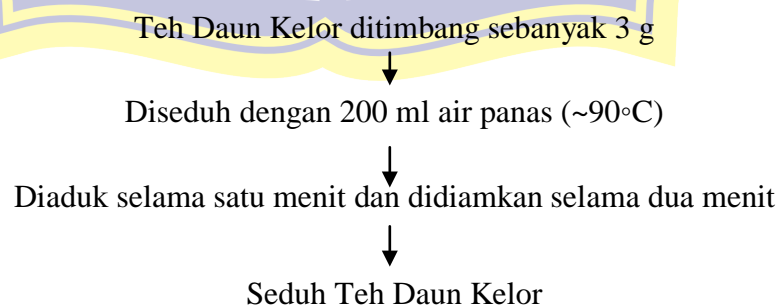 Teh Daun Kelor ditimbang sebanyak 3 g
Diseduh dengan 200 ml air panas (~90◦C)
Diaduk selama satu menit dan didiamkan selama dua menit
Seduh Teh Daun Kelor